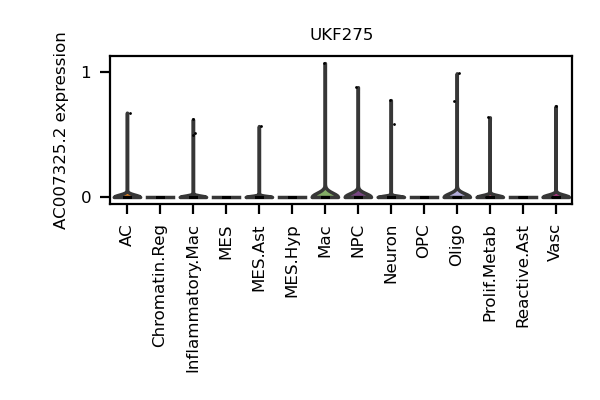 UKF275
AC007325.2 expression
1
0
AC
Chromatin.Reg
Inflammatory.Mac
MES
MES.Ast
MES.Hyp
Mac
NPC
Neuron
OPC
Oligo
Prolif.Metab
Reactive.Ast
Vasc